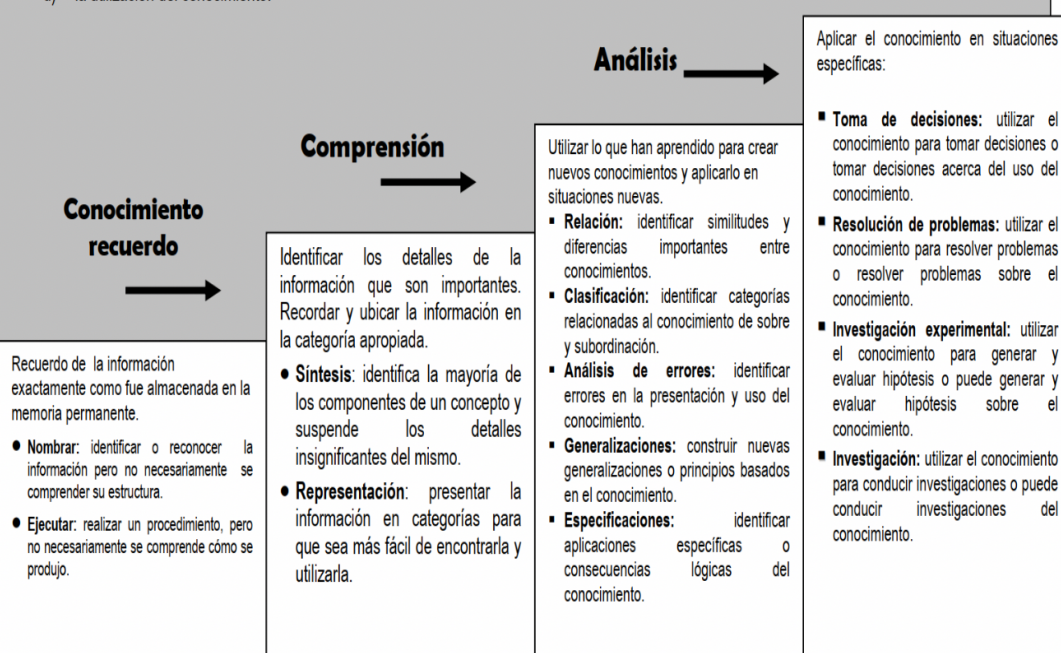 la utilización del conocimiento.
Conocimiento
recuerdo
Recuerdo de la información
exactamente como fue almacenada en la
memoria permanente.
● Nombrar: identificar o reconocer la
información pero no necesariamente se
comprender su estructura.
● Ejecutar: realizar un procedimiento, pero
no necesariamente se comprende cómo se
produjo.
Comprensión
Identificar los detalles de la
información que son importantes.
Recordar y ubicar la información en
la categoría apropiada.
● Síntesis: identifica la mayoría de
los componentes de un concepto y
suspende los detalles
insignificantes del mismo.
● Representación: presentar la
información en categorías para
que sea más fácil de encontrarla y
utilizarla.
Análisis
Utilizar lo que han aprendido para crear
nuevos conocimientos y aplicarlo en
situaciones nuevas.
▪ Relación: identificar similitudes y
diferencias importantes entre
conocimientos.
▪ Clasificación: identificar categorías
relacionadas al conocimiento de sobre
y subordinación.
▪ Análisis de errores: identificar
errores en la presentación y uso del
conocimiento.
▪ Generalizaciones: construir nuevas
generalizaciones o principios basados
en el conocimiento.
▪ Especificaciones: identificar
aplicaciones específicas o
consecuencias lógicas del
conocimiento.
Aplicar el conocimiento en situaciones
específicas:
▪ Toma de decisiones: utilizar el
conocimiento para tomar decisiones o
tomar decisiones acerca del uso del
conocimiento.
▪ Resolución de problemas: utilizar el
conocimiento para resolver problemas
o resolver problemas sobre el
conocimiento.
▪ Investigación experimental: utilizar
el conocimiento para generar y
evaluar hipótesis o puede generar y
evaluar hipótesis sobre el
conocimiento.
▪ Investigación: utilizar el conocimiento
para conducir investigaciones o puede
conducir investigaciones del
conocimiento.